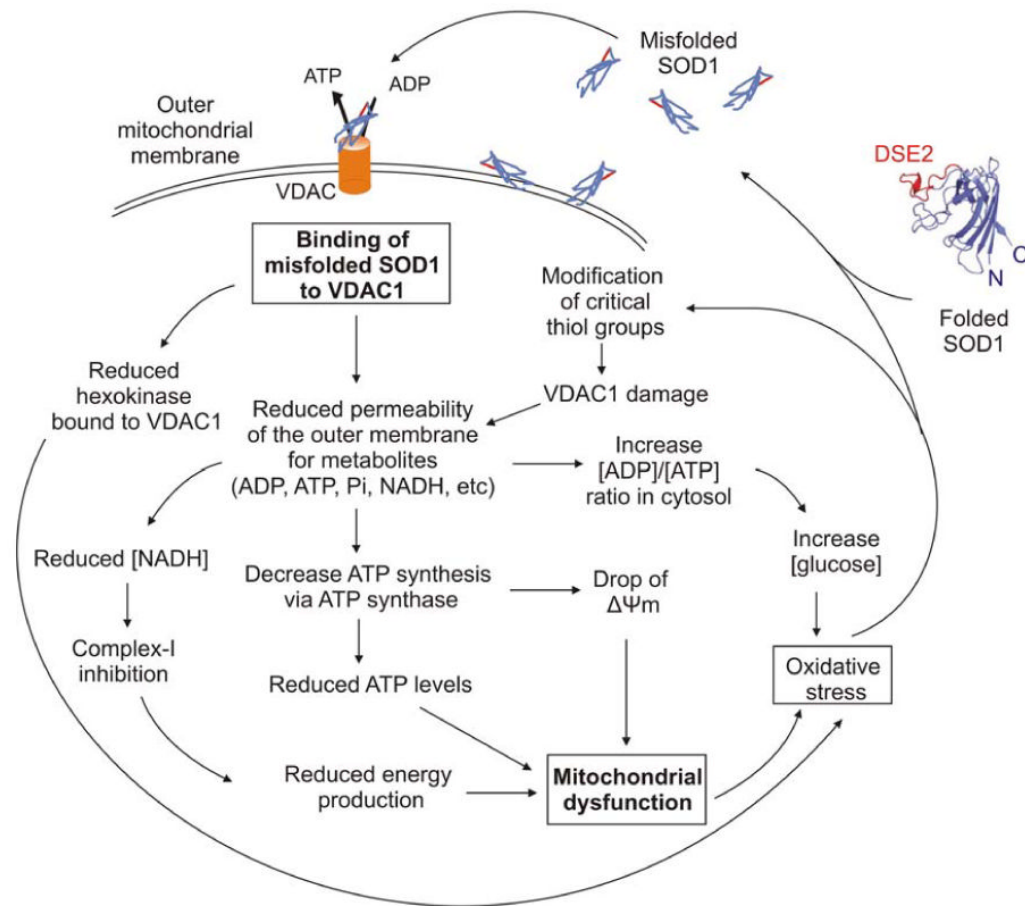 Misfolded
SOD1
ATP
ADP
Outer
mitochondrial
membrane
VDAC
DSE2
C
N
Folded
SOD1
Binding of
misfolded SOD1
to VDAC1
Modification
of critical
thiol groups
VDAC1 damage
Reduced
hexokinase
bound to VDAC1
Reduced permeability
of the outer membrane
for metabolites
(ADP, ATP, Pi, NADH, etc)
Increase
[ADP]/[ATP]
ratio in cytosol
Increase
[glucose]
Reduced [NADH]
Decrease ATP synthesis
via ATP synthase
Drop of
ΔΨm
Complex-I
inhibition
Reduced ATP levels
Oxidative
stress
Reduced energy
production
Mitochondrial
dysfunction